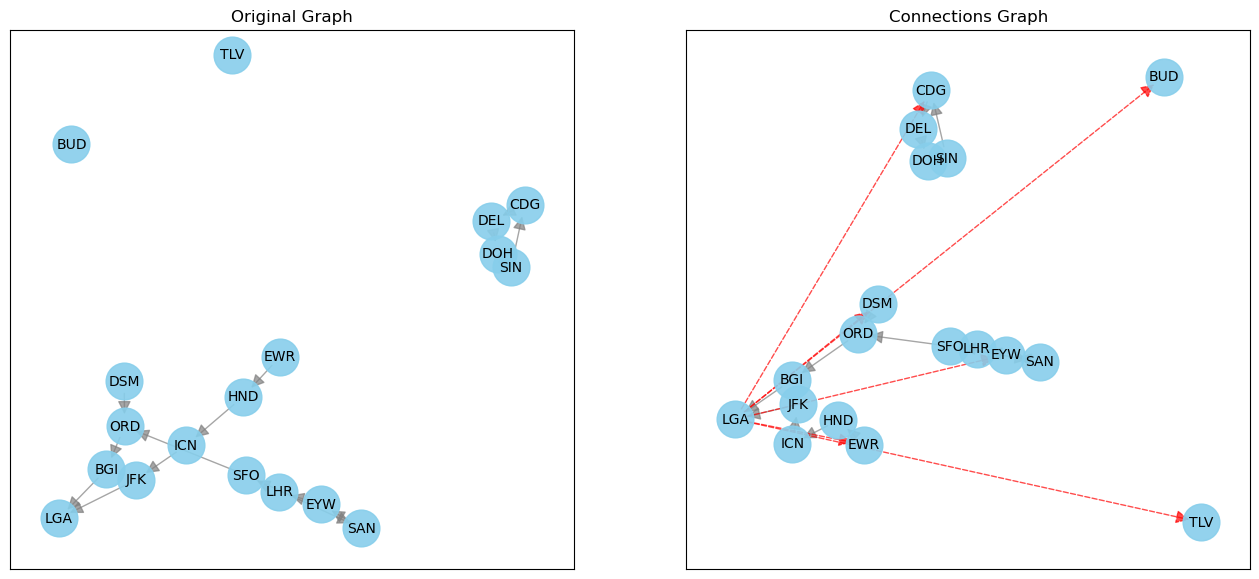 Original Graph
TLV
BUD
CDG
DEL
DOH
SIN
EWR
DSM
HND
ORD
ICN
BGI
JFK
SFO
LHR
EYW
LGA
SAN
Connections Graph
BUD
CDG
DEL
DOH
SIN
DSM
ORD
SFO
LHR
EYW
SAN
BGI
JFK
LGA
HND
ICN
EWR
TLV